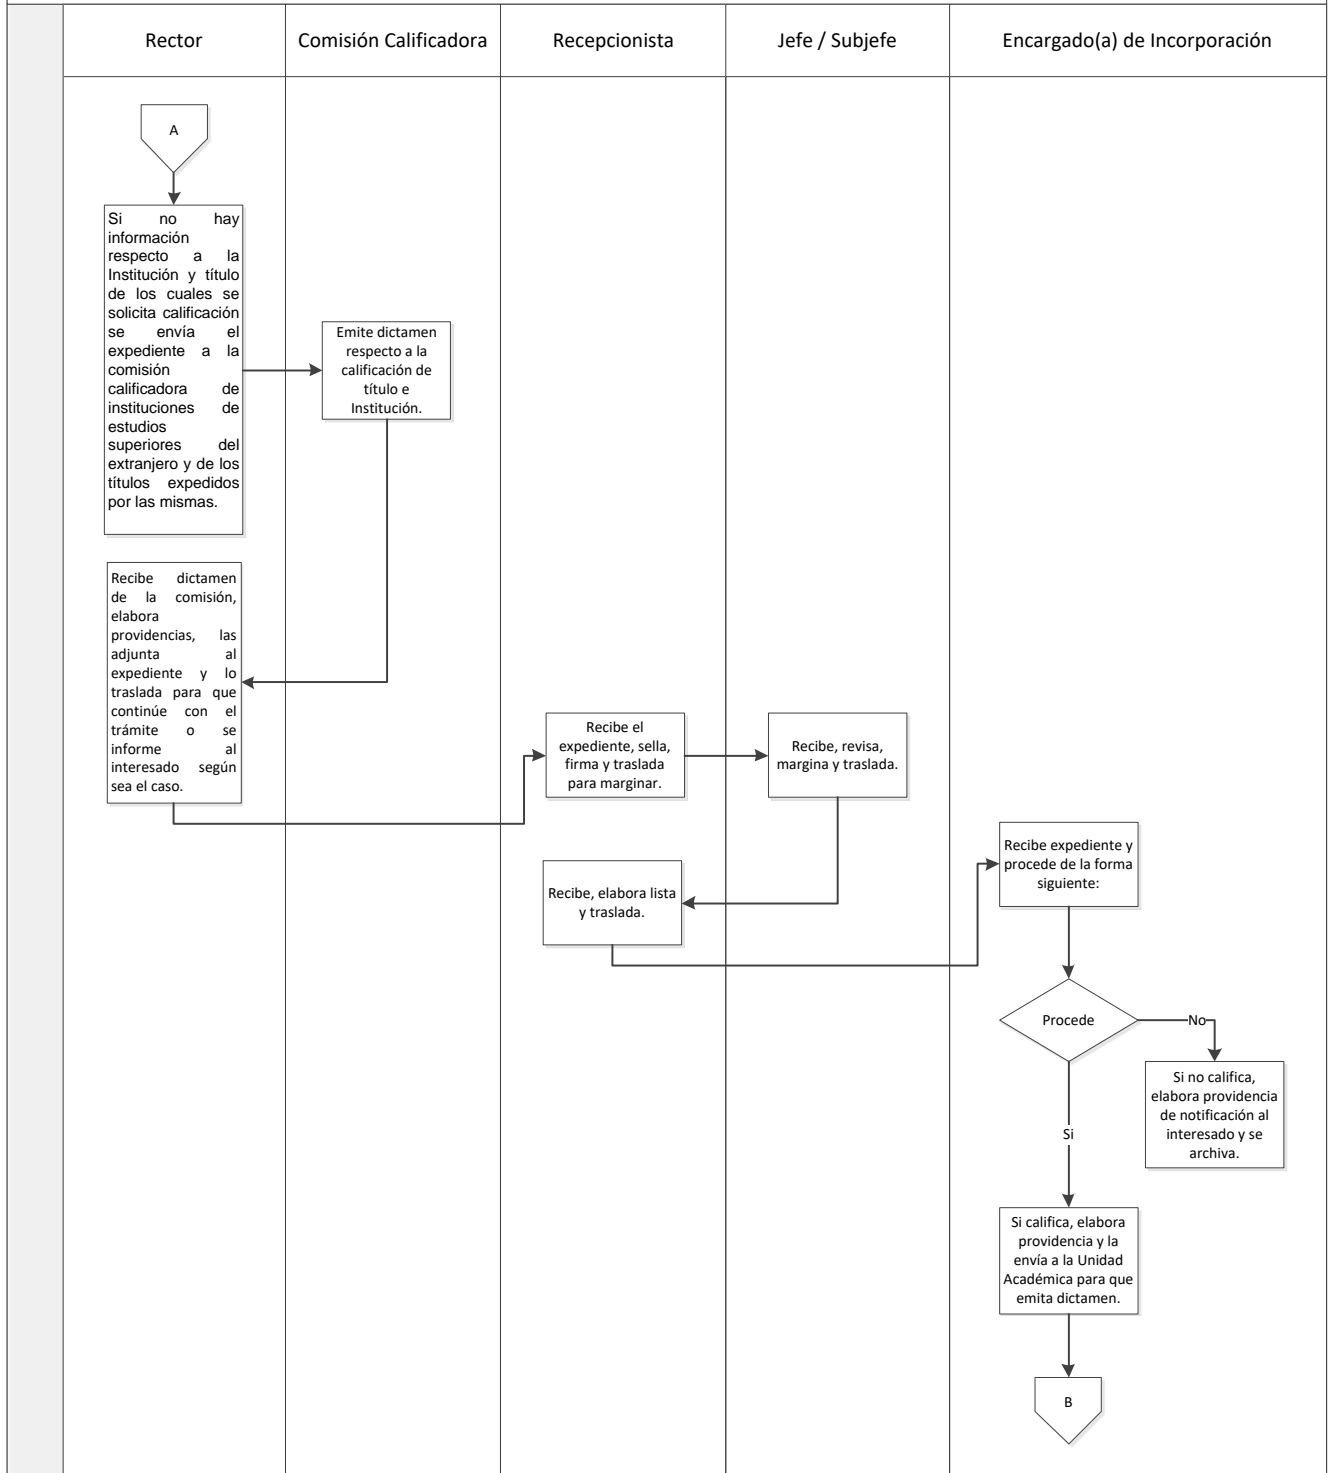 Rector
Comisión Calificadora
Recepcionista
Jefe / Subjefe
Encargado(a) de Incorporación
A
Si no hay
información
respecto a la
Institución y título
de los cuales se
solicita calificación
se envía el
expediente a la
comisión
calificadora de
instituciones de
estudios
superiores del
extranjero y de los
títulos expedidos
por las mismas.
Emite dictamen
respecto a la
calificación de
título e
Institución.
Recibe dictamen
de la comisión,
elabora
providencias, las
adjunta al
expediente y lo
traslada para que
continúe con el
trámite o se
informe al
interesado según
sea el caso.
Recibe el
expediente, sella,
firma y traslada
para marginar.
Recibe, revisa,
margina y traslada.
Recibe, elabora lista
y traslada.
Recibe expediente y
procede de la forma
siguiente:
Procede
No
Si no califica,
elabora providencia
de notificación al
interesado y se
archiva.
Si
Si califica, elabora
providencia y la
envía a la Unidad
Académica para que
emita dictamen.
B